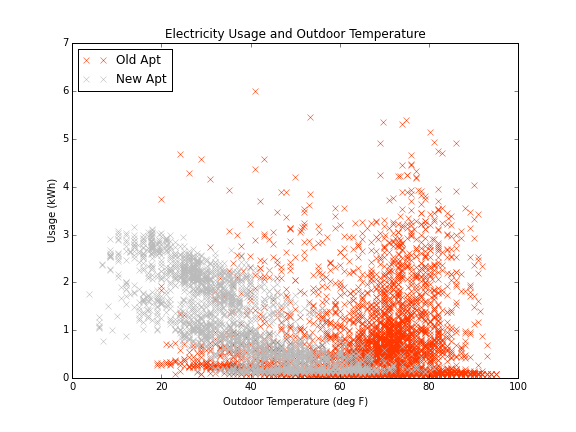 Electricity Usage and Outdoor Temperature
7
6
5
4
3
2
1
0
Usage (kWh)
Old Apt
New Apt
0 20 40 60 80 100
Outdoor Temperature (deg F)